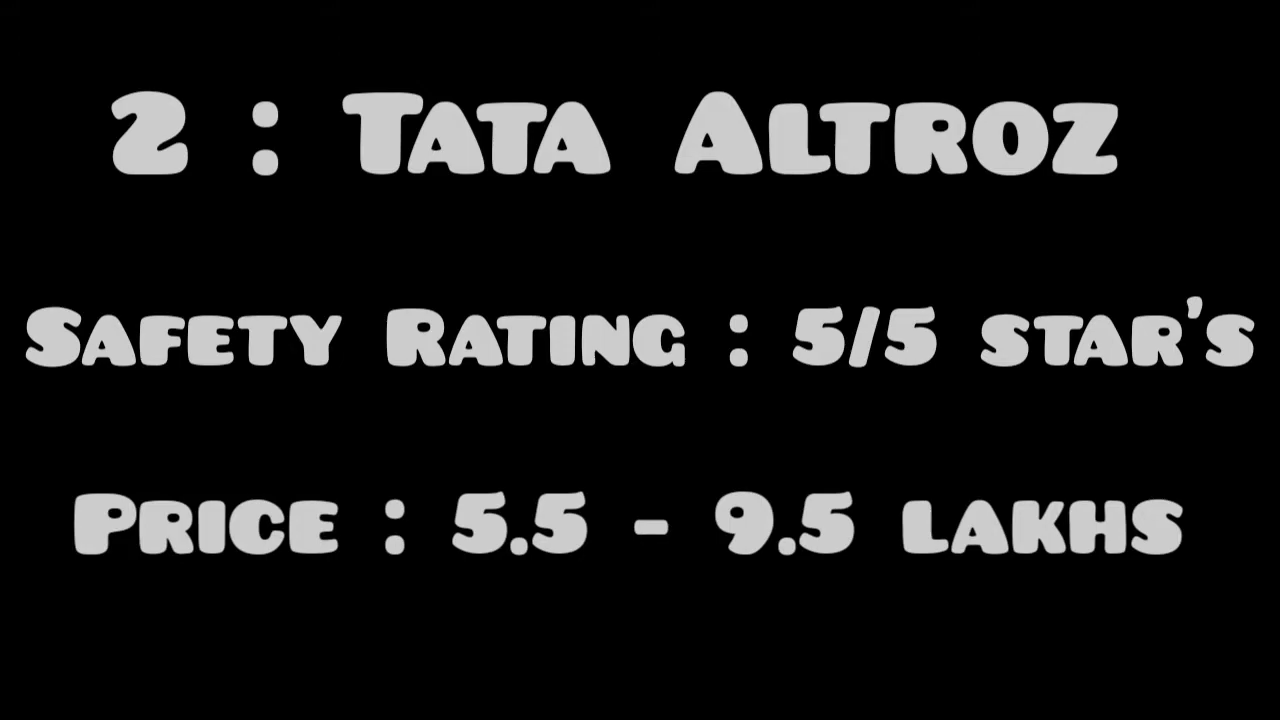 2 : Tata Altroz
Safety Rating : 5/5 star's
Price : 5.5 - 9.5 lakhs